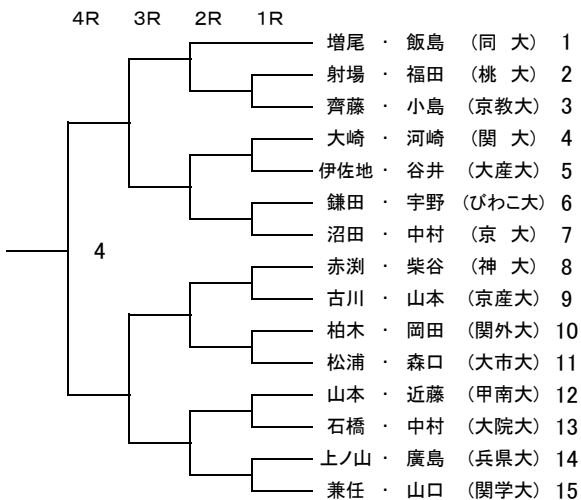 4R 3R 2R 1R
増尾 ・ 飯島 (同 大) 1
射場 ・ 福田 (桃 大) 2
齊藤 ・ 小島 (京教大) 3
大崎 ・ 河崎 (関 大) 4
伊佐地 ・ 谷井 (大産大) 5
鎌田 ・ 宇野 (びわこ大) 6
沼田 ・ 中村 (京 大) 7
4
赤渕 ・ 柴谷 (神 大) 8
古川 ・ 山本 (京産大) 9
柏木 ・ 岡田 (関外大) 10
松浦 ・ 森口 (大市大) 11
山本 ・ 近藤 (甲南大) 12
石橋 ・ 中村 (大院大) 13
上ノ山 ・ 廣島 (兵県大) 14
兼任 ・ 山口 (関学大) 15